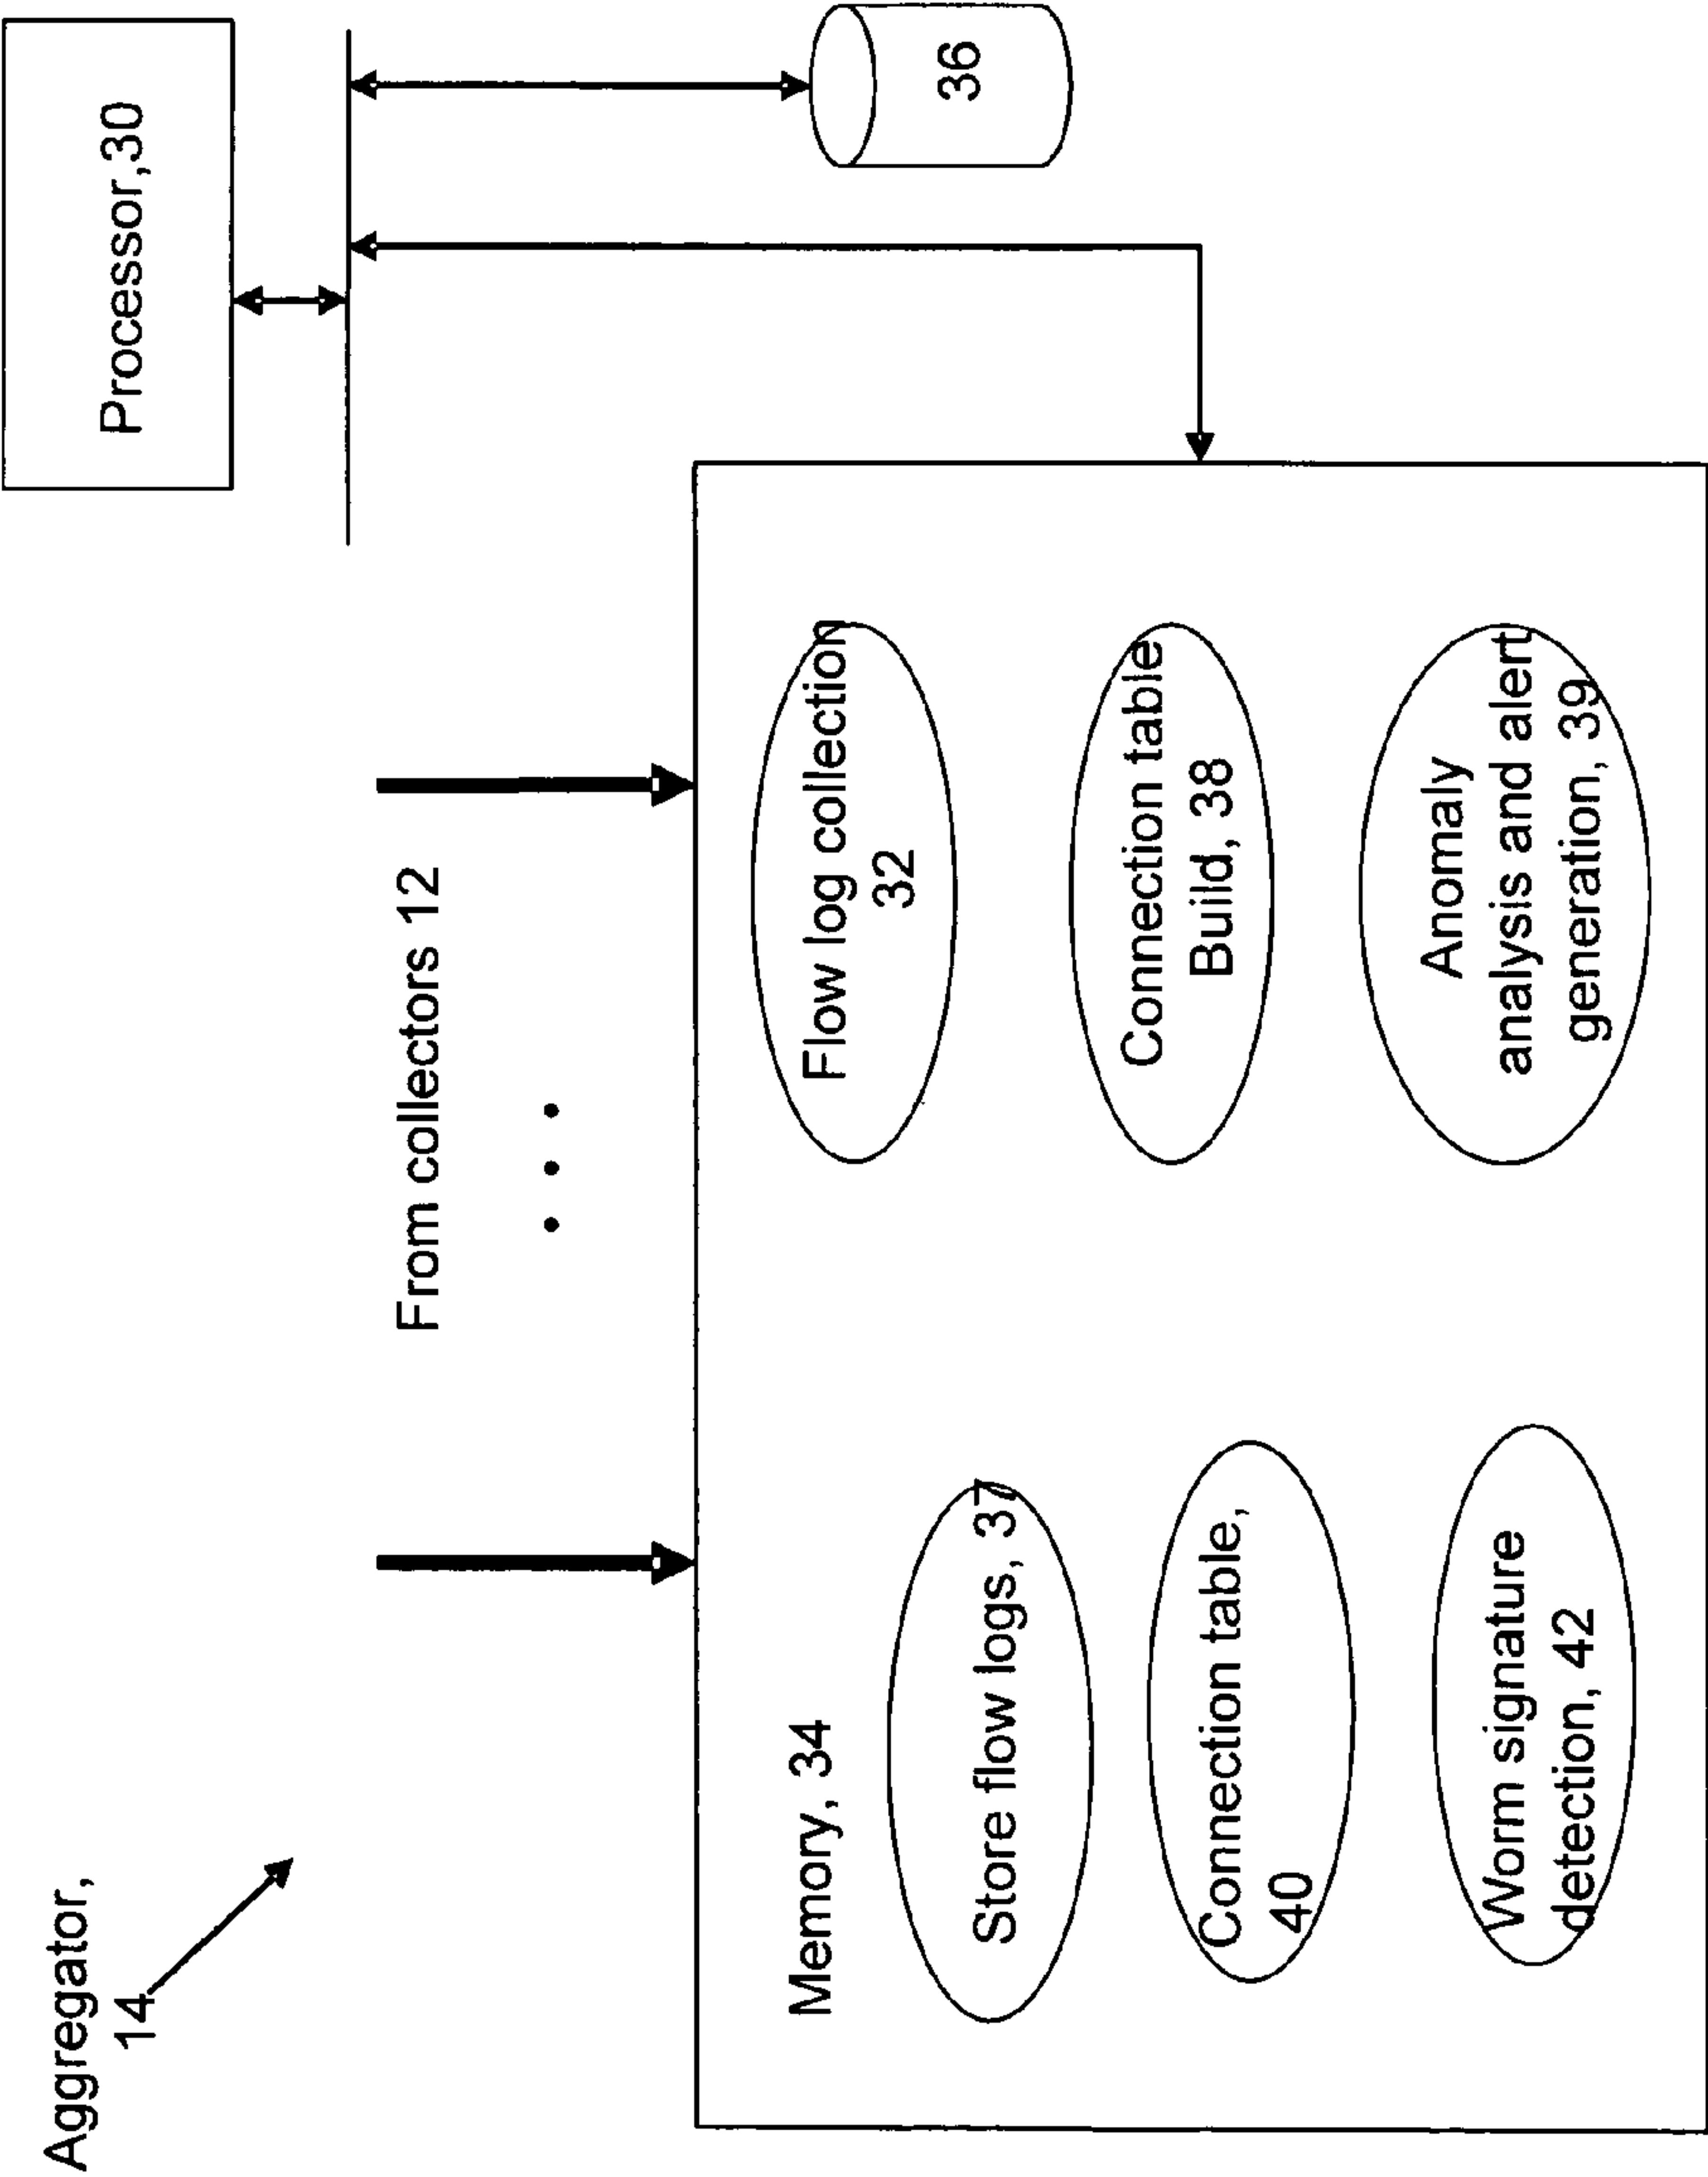 Aggregator,
14
From collectors 12
Processor,30
36
Memory, 34
Store flow logs, 37
Connection table,
40
Worm signature
detection, 42
Flow log collection
32
Connection table
Build, 38
Anomaly
analysis and alert
generation, 39